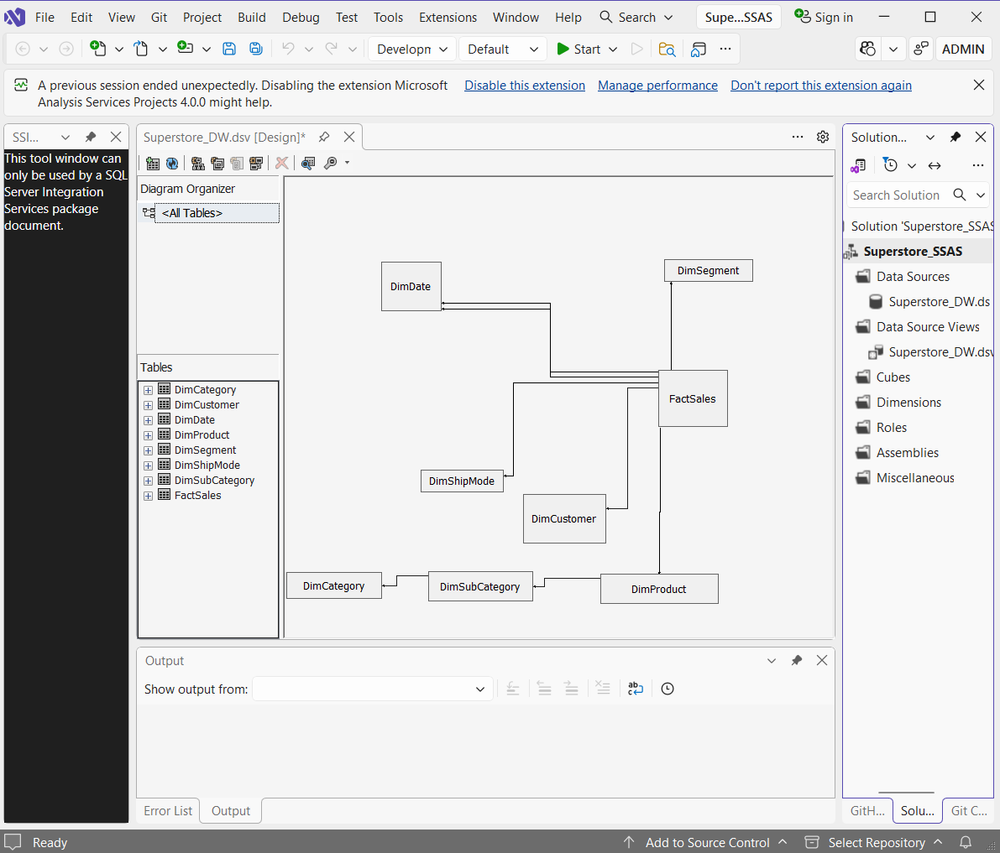 File Edit View Git Project Build Debug Test Tools Extensions Window Help Search Supe...SSAS Sign in
Developn Default Start ADMIN
A previous session ended unexpectedly. Disabling the extension Microsoft Analysis Services Projects 4.0.0 might help.
Disable this extension Manage performance Don't report this extension again
SSI...
This tool window can
only be used by a SQL
Server Integration
Services package
document.
Superstore_DW.dsv [Design]*
Diagram Organizer
<All Tables>
Tables
DimCategory
DimCustomer
DimDate
DimProduct
DimSegment
DimShipMode
DimSubCategory
FactSales
DimDate
DimSegment
FactSales
DimShipMode
DimCustomer
DimCategory
DimSubCategory
DimProduct
Output
Show output from:
Error List Output
Solution...
Search Solution
Solution 'Superstore_SSAS
Superstore_SSAS
Data Sources
Superstore_DW.ds
Data Source Views
Superstore_DW.dsv
Cubes
Dimensions
Roles
Assemblies
Miscellaneous
GitH... Solu... Git C...
Ready Add to Source Control Select Repository